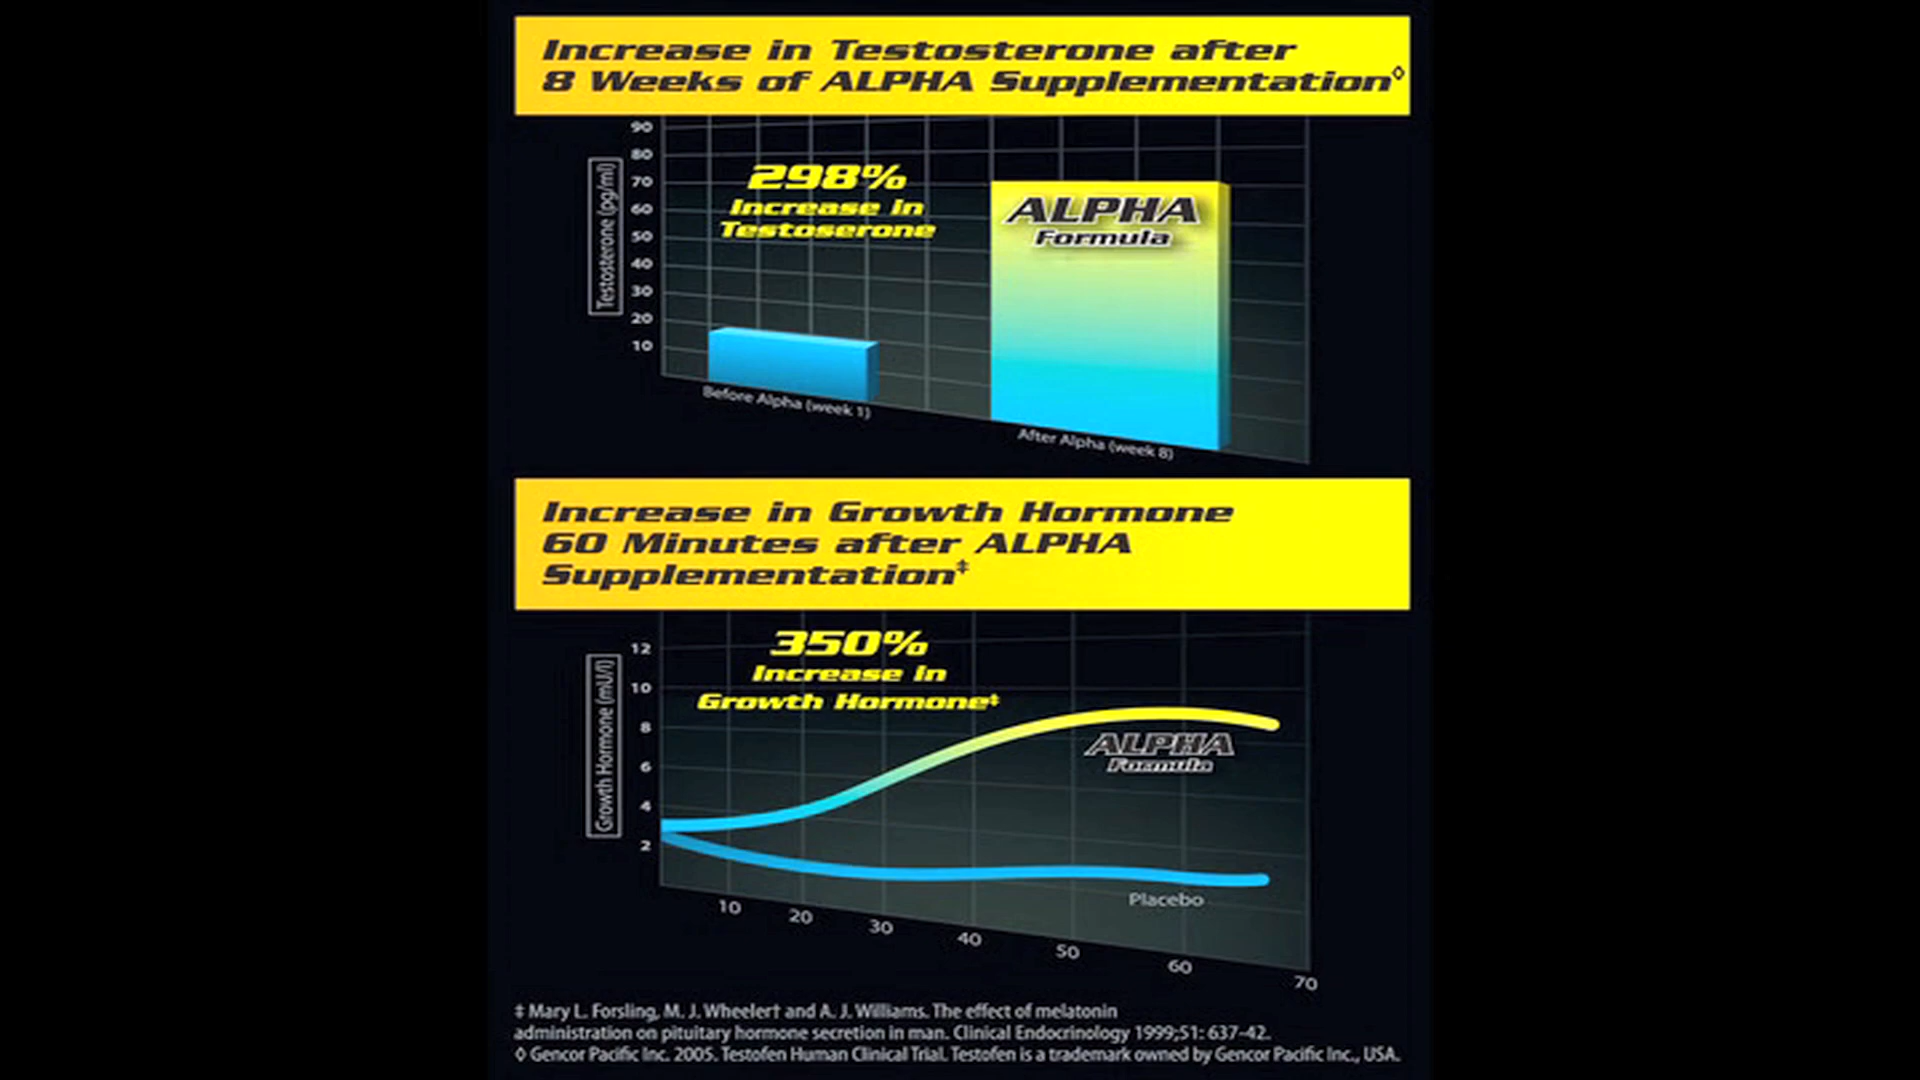 Increase in Testosterone after
8 Weeks of ALPHA Supplementation◊
90
80
70
60
50
40
30
20
10
Testosterone (pg/ml)
298%
Increase in
Testoserone
ALPHA
Formula
Before Alpha (week 1)
After Alpha (week 8)
Increase in Growth Hormone
60 Minutes after ALPHA
Supplementation‡
12
10
8
6
4
2
Growth Hormone (mU/l)
350%
Increase in
Growth Hormone‡
ALPHA
Formula
Placebo
10
20
30
40
50
60
70
‡ Mary L. Forsling, M. J. Wheeler† and A. J. Williams. The effect of melatonin
administration on pituitary hormone secretion in man. Clinical Endocrinology 1999;51: 637-42.
◊ Gencor Pacific Inc. 2005. Testofen Human Clinical Trial. Testofen is a trademark owned by Gencor Pacific Inc., USA.